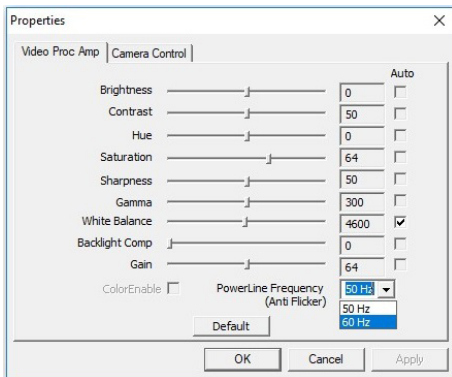 Properties
Video Proc Amp Camera Control
Auto
Brightness 0
Contrast 50
Hue 0
Saturation 64
Sharpness 50
Gamma 300
White Balance 4600
Backlight Comp 0
Gain 64
ColorEnable PowerLine Frequency 50 Hz
(Anti Flicker) 50 Hz
60 Hz
Default
OK Cancel Apply